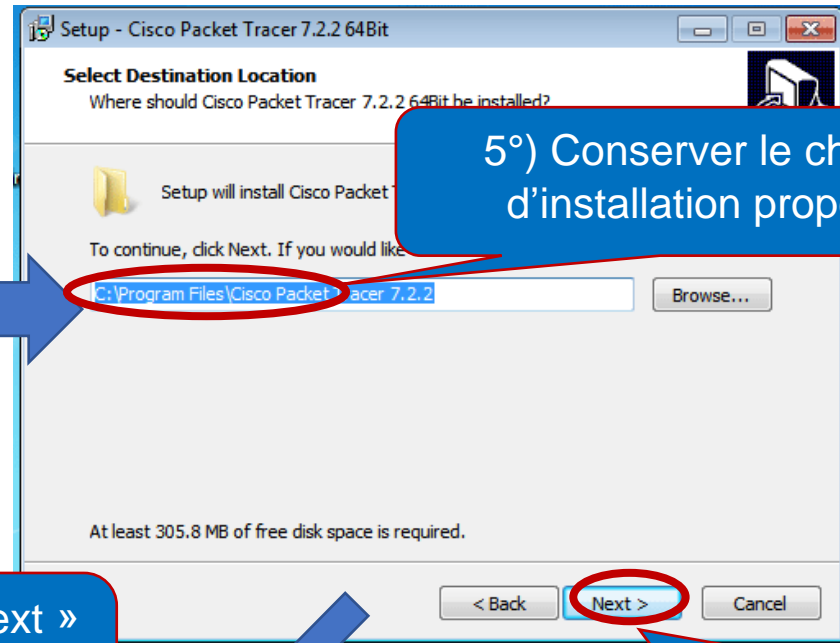 Setup - Cisco Packet Tracer 7.2.2 64Bit
Select Destination Location
Where should Cisco Packet Tracer 7.2.2 64Bit be installed?
5°) Conserver le
d’installation
Setup will install Cisco Packet
To continue, click Next. If you would like
C:\Program Files\Cisco Packet Tracer 7.2.2
Browse...
At least 305.8 MB of free disk space is required.
< Back
Next >
Cancel
»